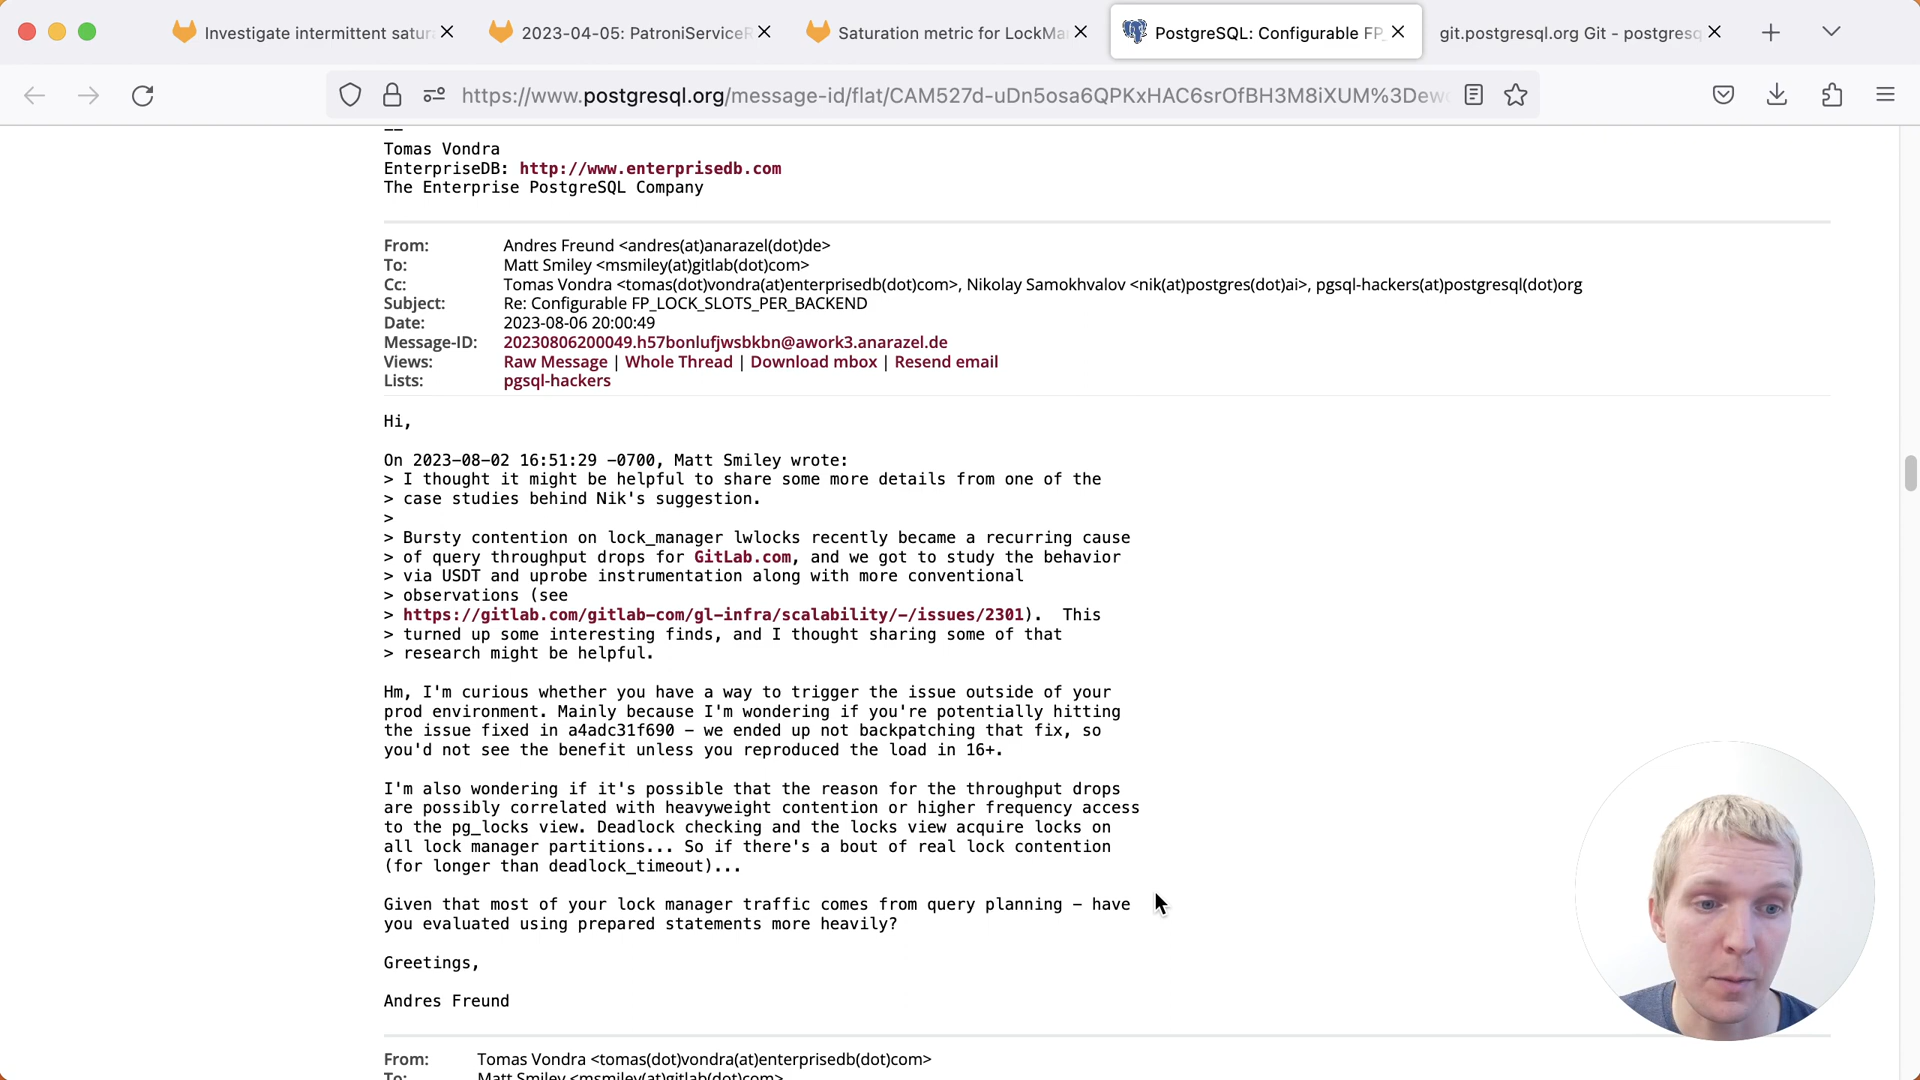 Investigate intermittent satur
2023-04-05: PatroniServiceR
Saturation metric for LockMa
PostgreSQL: Configurable FP_
git.postgresql.org Git - postgresq
https://www.postgresql.org/message-id/flat/CAM527d-uDn5osa6QPKxHAC6srOfBH3M8iXUM%3Dewo
--
Tomas Vondra
EnterpriseDB: http://www.enterprisedb.com
The Enterprise PostgreSQL Company
From: Andres Freund <andres(at)anarazel(dot)de>
To: Matt Smiley <msmiley(at)gitlab(dot)com>
Cc: Tomas Vondra <tomas(dot)vondra(at)enterprisedb(dot)com>, Nikolay Samokhvalov <nik(at)postgres(dot)ai>, pgsql-hackers(at)postgresql(dot)org
Subject: Re: Configurable FP_LOCK_SLOTS_PER_BACKEND
Date: 2023-08-06 20:00:49
Message-ID: 20230806200049.h57bonlufjwsbkbn@awork3.anarazel.de
Views: Raw Message | Whole Thread | Download mbox | Resend email
Lists: pgsql-hackers
Hi,
On 2023-08-02 16:51:29 -0700, Matt Smiley wrote:
> I thought it might be helpful to share some more details from one of the
> case studies behind Nik's suggestion.
>
> Bursty contention on lock_manager lwlocks recently became a recurring cause
> of query throughput drops for GitLab.com, and we got to study the behavior
> via USDT and uprobe instrumentation along with more conventional
> observations (see
> https://gitlab.com/gitlab-com/gl-infra/scalability/-/issues/2301).  This
> turned up some interesting finds, and I thought sharing some of that
> research might be helpful.
Hm, I'm curious whether you have a way to trigger the issue outside of your
prod environment. Mainly because I'm wondering if you're potentially hitting
the issue fixed in a4adc31f690 - we ended up not backpatching that fix, so
you'd not see the benefit unless you reproduced the load in 16+.
I'm also wondering if it's possible that the reason for the throughput drops
are possibly correlated with heavyweight contention or higher frequency access
to the pg_locks view. Deadlock checking and the locks view acquire locks on
all lock manager partitions... So if there's a bout of real lock contention
(for longer than deadlock_timeout)...
Given that most of your lock manager traffic comes from query planning - have
you evaluated using prepared statements more heavily?
Greetings,
Andres Freund
From: Tomas Vondra <tomas(dot)vondra(at)enterprisedb(dot)com>
To: Matt Smiley <msmiley(at)gitlab(dot)com>